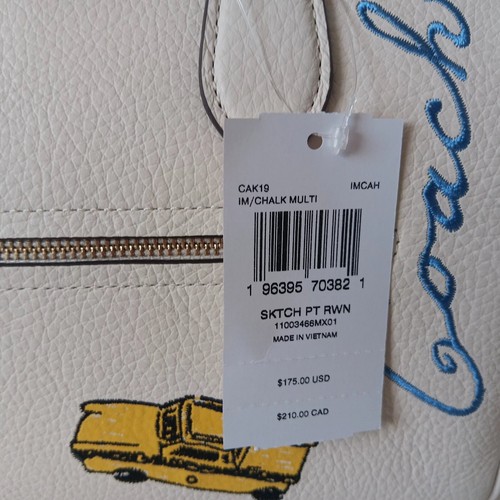 Coach
CAK19 IMCAH
IM/CHALK MULTI
1 96395 70382 1
SKTCH PT RWN
11003466MX01
MADE IN VIETNAM
$175.00 USD
$210.00 CAD